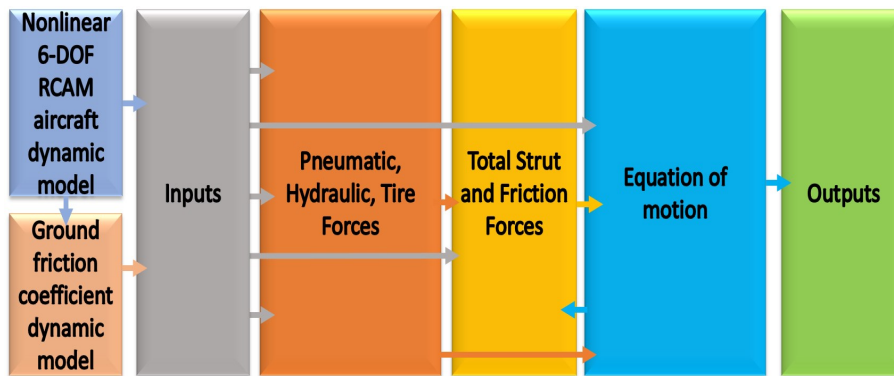 Nonlinear
6-DOF
RCAM
aircraft
dynamic
model
Ground
friction
coefficient
dynamic
model
Inputs
Pneumatic,
Hydraulic, Tire
Forces
Total Strut
and Friction
Forces
Equation of
motion
Outputs